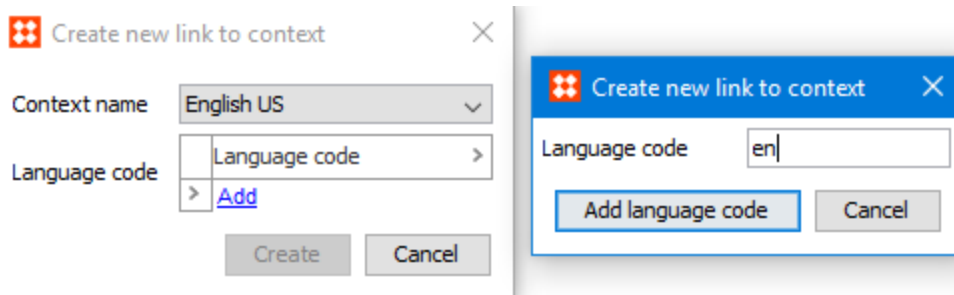 Create new link to context
Context name English US
Language code
Language code
Add
Create Cancel
Create new link to context
Language code en
Add language code Cancel